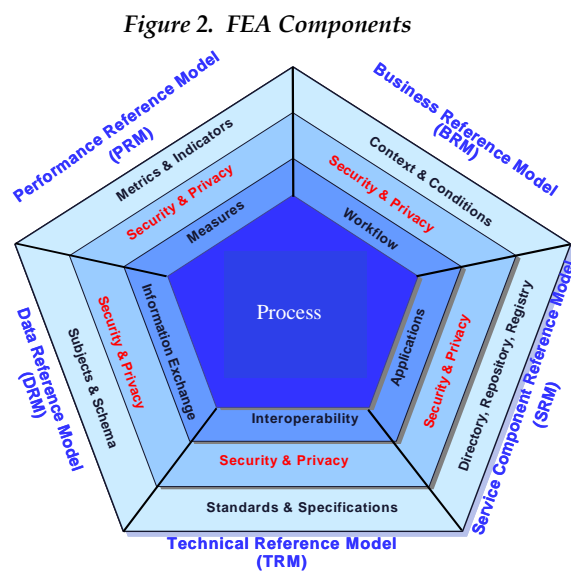 Figure 2.  FEA Components
Performance Reference Model
(PRM)
Metrics & Indicators
Security & Privacy
Measures
Business Reference Model
(BRM)
Context & Conditions
Security & Privacy
Workflow
Process
Data Reference Model
(DRM)
Subjects & Schema
Security & Privacy
Information Exchange
Applications
Security & Privacy
Directory, Repository, Registry
Service Component Reference Model
(SRM)
Interoperability
Security & Privacy
Standards & Specifications
Technical Reference Model
(TRM)